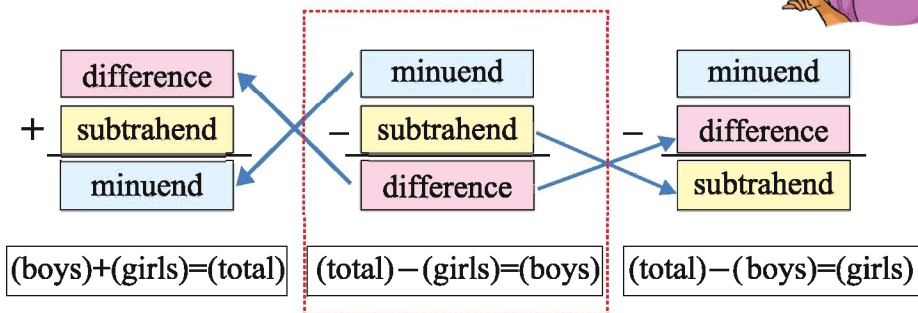 difference
+ subtrahend
minuend
minuend
− subtrahend
difference
minuend
− difference
subtrahend
(boys)+(girls)=(total)
(total)−(girls)=(boys)
(total)−(boys)=(girls)